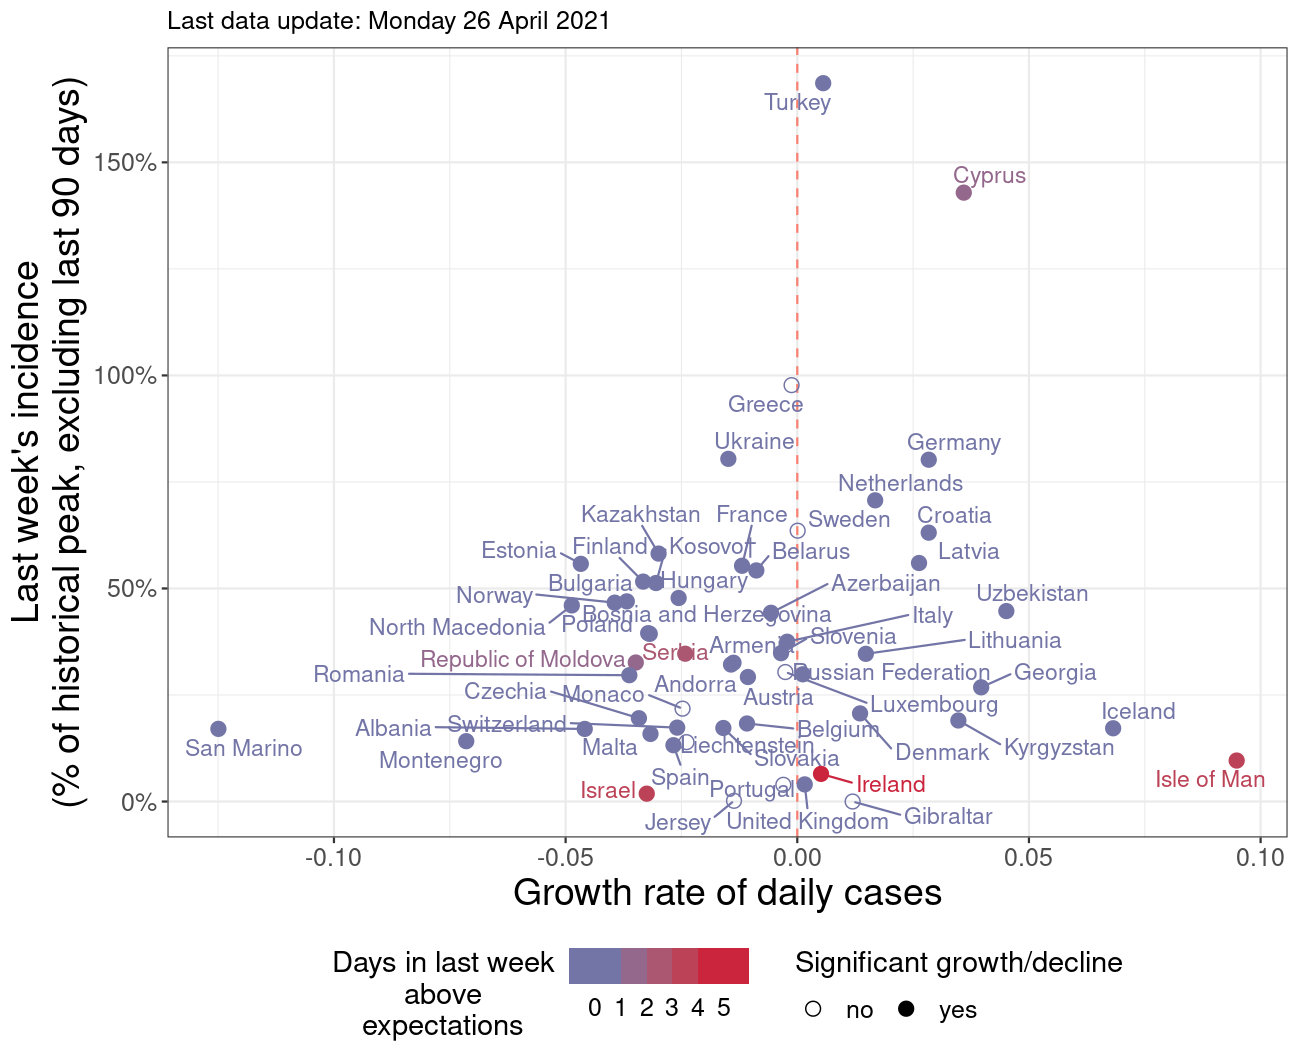 Last data update: Monday 26 April 2021
Last week's incidence
(% of historical peak, excluding last 90 days)
Turkey
150%
Cyprus
100%
Greece
Ukraine
Germany
Netherlands
Kazakhstan
France
Sweden
Croatia
Estonia
Finland
Kosovo
Belarus
Latvia
50%
Bulgaria
Hungary
Azerbaijan
Uzbekistan
Norway
Bosnia and Herzegovina
Italy
North Macedonia
Poland
Armenia
Slovenia
Lithuania
Republic of Moldova
Serbia
Romania
Russian Federation
Georgia
Czechia
Monaco
Andorra
Austria
Luxembourg
Iceland
Albania
Switzerland
Belgium
San Marino
Malta
Liechtenstein
Kyrgyzstan
Montenegro
Slovakia
Denmark
Spain
Isle of Man
0%
Israel
Portugal
Ireland
Jersey
United Kingdom
Gibraltar
-0.10 -0.05 0.00 0.05 0.10
Growth rate of daily cases
Days in last week
above
expectations
0 1 2 3 4 5
Significant growth/decline
no yes